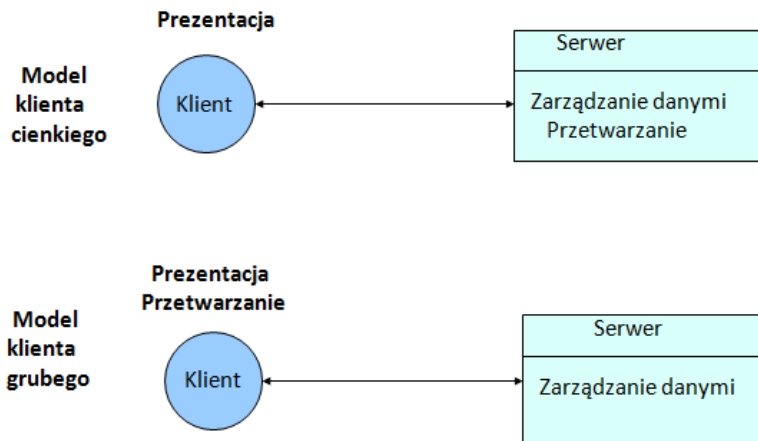 Prezentacja
Model
klienta
cienkiego
Klient
Serwer
Zarządzanie danymi
Przetwarzanie
Prezentacja
Przetwarzanie
Model
klienta
grubego
Klient
Serwer
Zarządzanie danymi